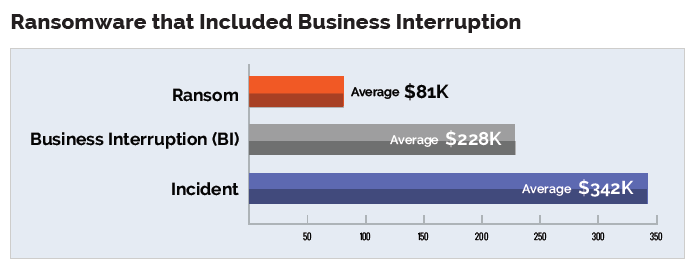 Ransomware that Included Business Interruption
Ransom Average $81K
Business Interruption (BI) Average $228K
Incident Average $342K
50 100 150 200 250 300 350